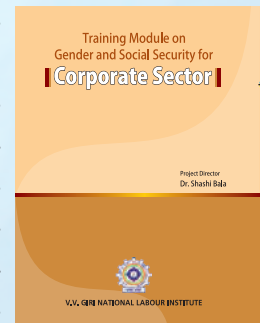 Training Module on
Gender and Social Security for
Corporate Sector
Project Director
Dr. Shashi Bala
V.V. GIRI NATIONAL LABOUR INSTITUTE